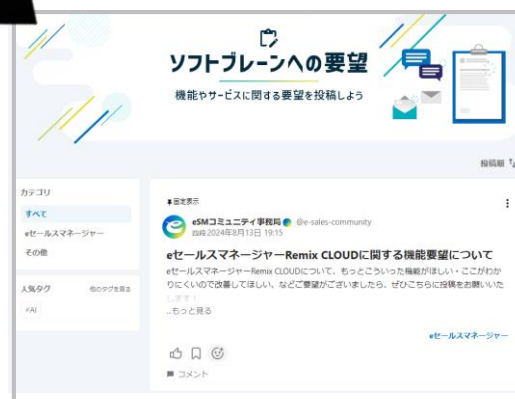 ソフトブレーンへの要望
機能やサービスに関する要望を投稿しよう
投稿順
カテゴリ
すべて
eセールスマネージャー
その他
人気タグ 他のタグを見る
#AI
固定表示
eSMコミュニティ事務局 @e-sales-community
2024年8月13日 19:15
eセールスマネージャーRemix CLOUDに関する機能要望について
eセールスマネージャーRemix CLOUDについて、もっとこういった機能がほしい・ここがわか
りにくいので改善してほしい、などご要望がございましたら、ぜひこちらに投稿をお願いいた
します！
...もっと見る
eセールスマネージャー
コメント